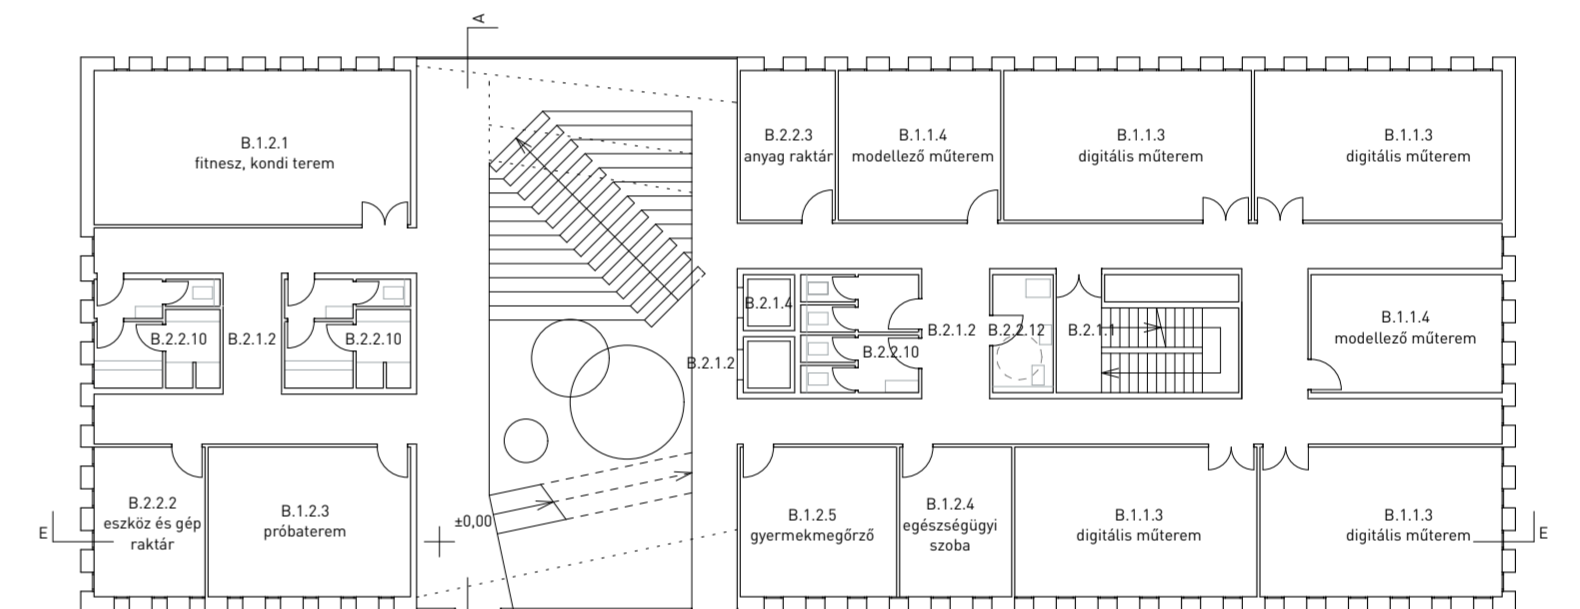 A
B.1.2.1
fitnesz, kondi terem
B.2.2.3
anyag raktár
B.1.1.4
modellező műterem
B.1.1.3
digitális műterem
B.1.1.3
digitális műterem
B.2.2.10
B.2.1.2
B.2.2.10
B.2.1.2
B.2.1.4
B.2.2.10
B.2.1.2
B.2.2.12
B.2.1.1
B.1.1.4
modellező műterem
E
B.2.2.2
eszköz és gép
raktár
B.1.2.3
próbaterem
±0,00
B.1.2.5
gyermekmegőrző
B.1.2.4
egészségügyi
szoba
B.1.1.3
digitális műterem
B.1.1.3
digitális műterem
E